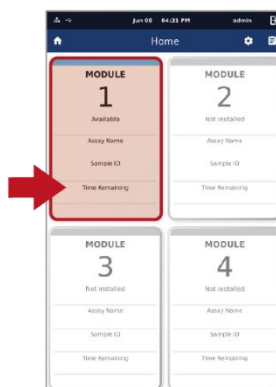 Jun 08 04:31 PM admin
Home
MODULE
1
Available
Assay Name
Sample ID
Time Remaining
MODULE
2
Not installed
Assay Name
Sample ID
Time Remaining
MODULE
3
Not installed
Assay Name
Sample ID
Time Remaining
MODULE
4
Not installed
Assay Name
Sample ID
Time Remaining